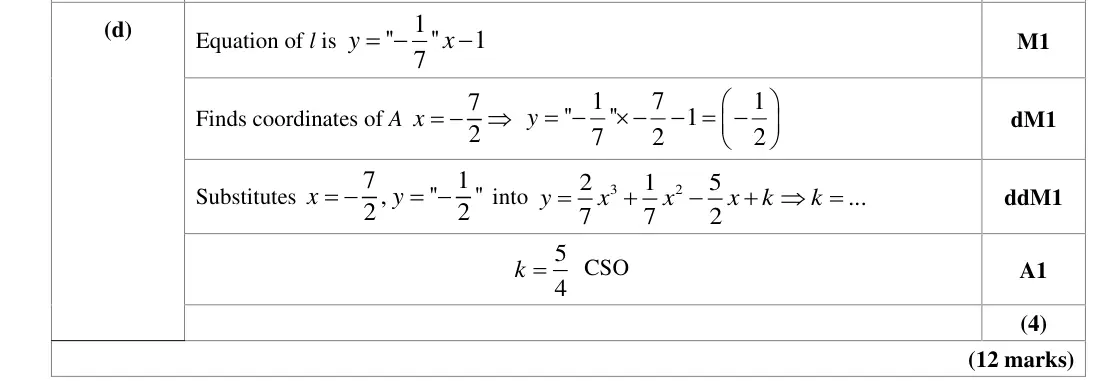 (d) Equation of l is y = "−1/7" x − 1 M1
Finds coordinates of A x = −7/2 ⇒ y = "−1/7" × −7/2 − 1 = (−1/2) dM1
Substitutes x = −7/2, y = "−1/2" into y = 2/7 x³ + 1/7 x² − 5/2 x + k ⇒ k = ... ddM1
k = 5/4 CSO A1
(4)
(12 marks)